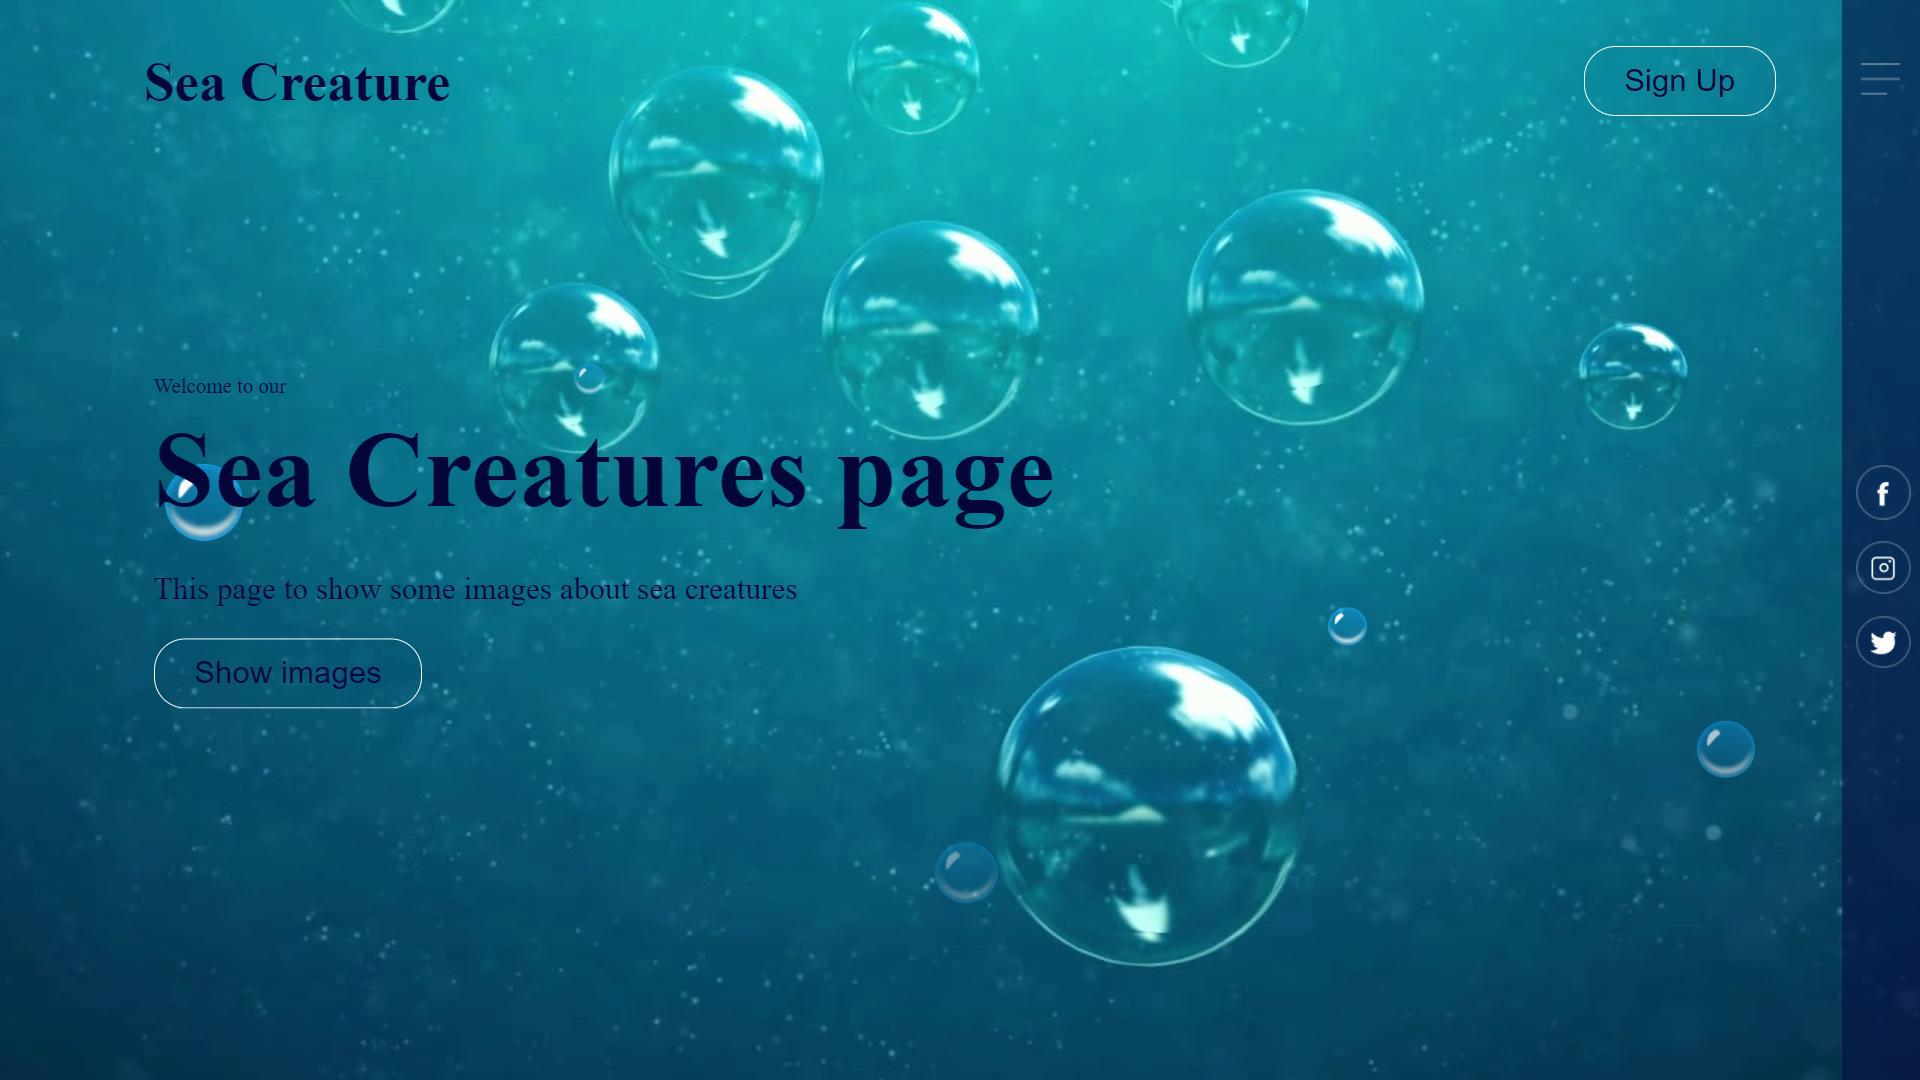 Sea Creature
Sign Up
Welcome to our
Sea Creatures page
This page to show some images about sea creatures
Show images